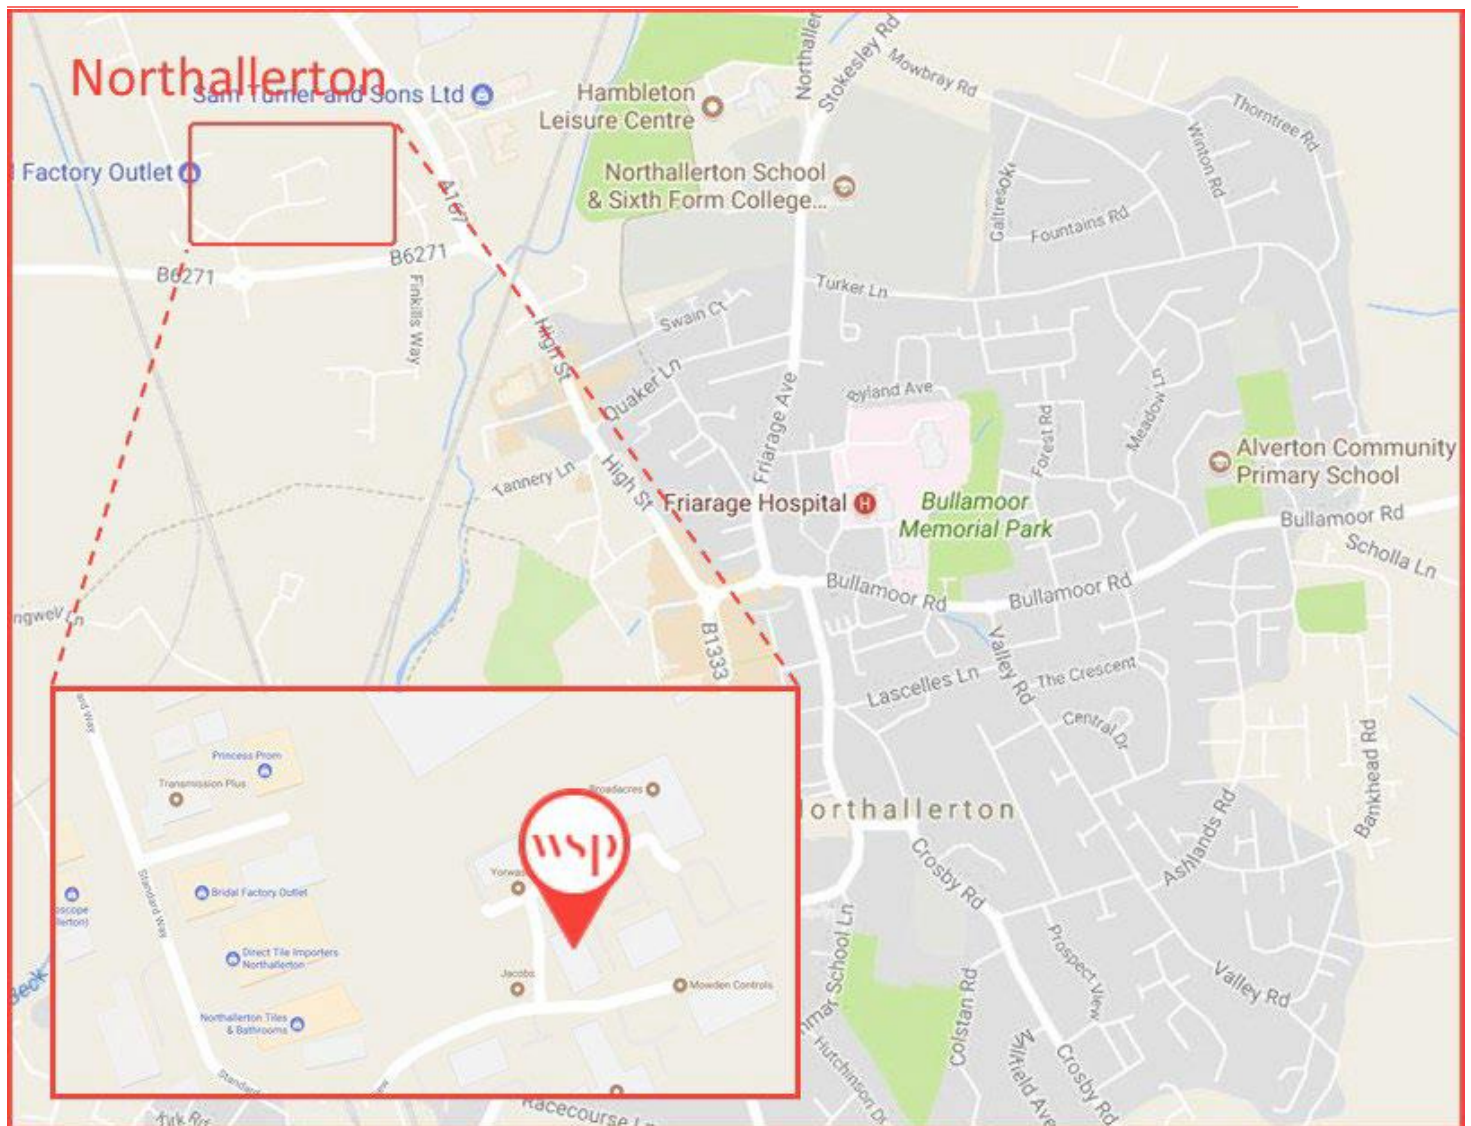 Northallerton
Sam Turner and Sons Ltd
Factory Outlet
B6271
B6271
A167
Finkills Way
High St
High St
Hambleton
Leisure Centre
Northallerton School
& Sixth Form College...
Stokesley Rd
Mowbray Rd
Thorntree Rd
Winton Rd
Fountains Rd
Turker Ln
Swain Ct
Quaker Ln
Friarage Ave
Ryland Ave
Forest Rd
Meadow Ln
Alverton Community
Primary School
Tannery Ln
Friarage Hospital
H
Bullamoor
Memorial Park
Bullamoor Rd
Scholla Ln
Bullamoor Rd
Bullamoor Rd
B1333
Valley Rd
Lascelles Ln
The Crescent
Central Dr
Bankhead Rd
Ashlands Rd
orthallerton
Crosby Rd
Prospect View
Valley Rd
Colstan Rd
Hutchinson Dr
Crosby Rd
Racecourse
Beck
Princess Prom
Transmission Plus
Broadacres
wsp
Bridal Factory Outlet
Standard Way
Direct Tile Importers
Northallerton
Jacobs
Mowden Controls
Northallerton Tiles
& Bathrooms